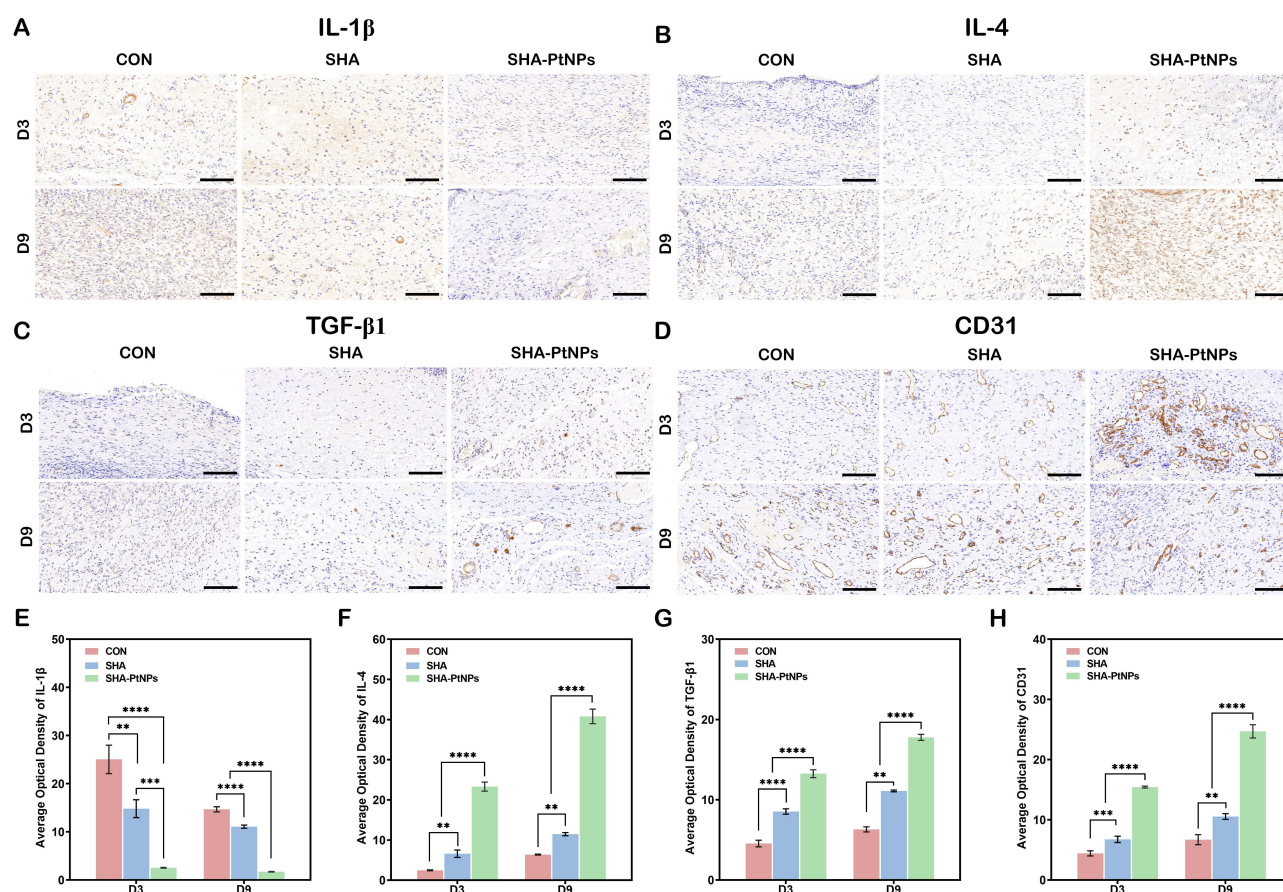 A
IL-1β
CON SHA SHA-PtNPs
D3
D9
B
IL-4
CON SHA SHA-PtNPs
D3
D9
C
TGF-β1
CON SHA SHA-PtNPs
D3
D9
D
CD31
CON SHA SHA-PtNPs
D3
D9
E
Average Optical Density of IL-1β
50
40
30
20
10
0
CON
SHA
SHA-PtNPs
****
**
***
****
****
D3 D9
F
Average Optical Density of IL-4
60
50
40
30
20
10
0
CON
SHA
SHA-PtNPs
****
**
****
**
D3 D9
G
Average Optical Density of TGF-β1
30
20
10
0
CON
SHA
SHA-PtNPs
****
****
****
**
D3 D9
H
Average Optical Density of CD31
40
30
20
10
0
CON
SHA
SHA-PtNPs
****
***
****
**
D3 D9